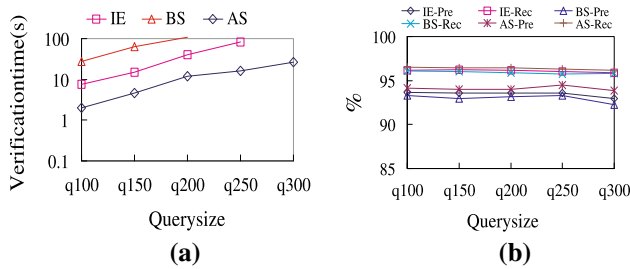 IE BS AS
Verificationtime(s)
100
10
1
0.1
q100 q150 q200 q250 q300
Querysize
(a)
IE-Pre IE-Rec BS-Pre
BS-Rec AS-Pre AS-Rec
%
100
95
90
85
q100 q150 q200 q250 q300
Querysize
(b)